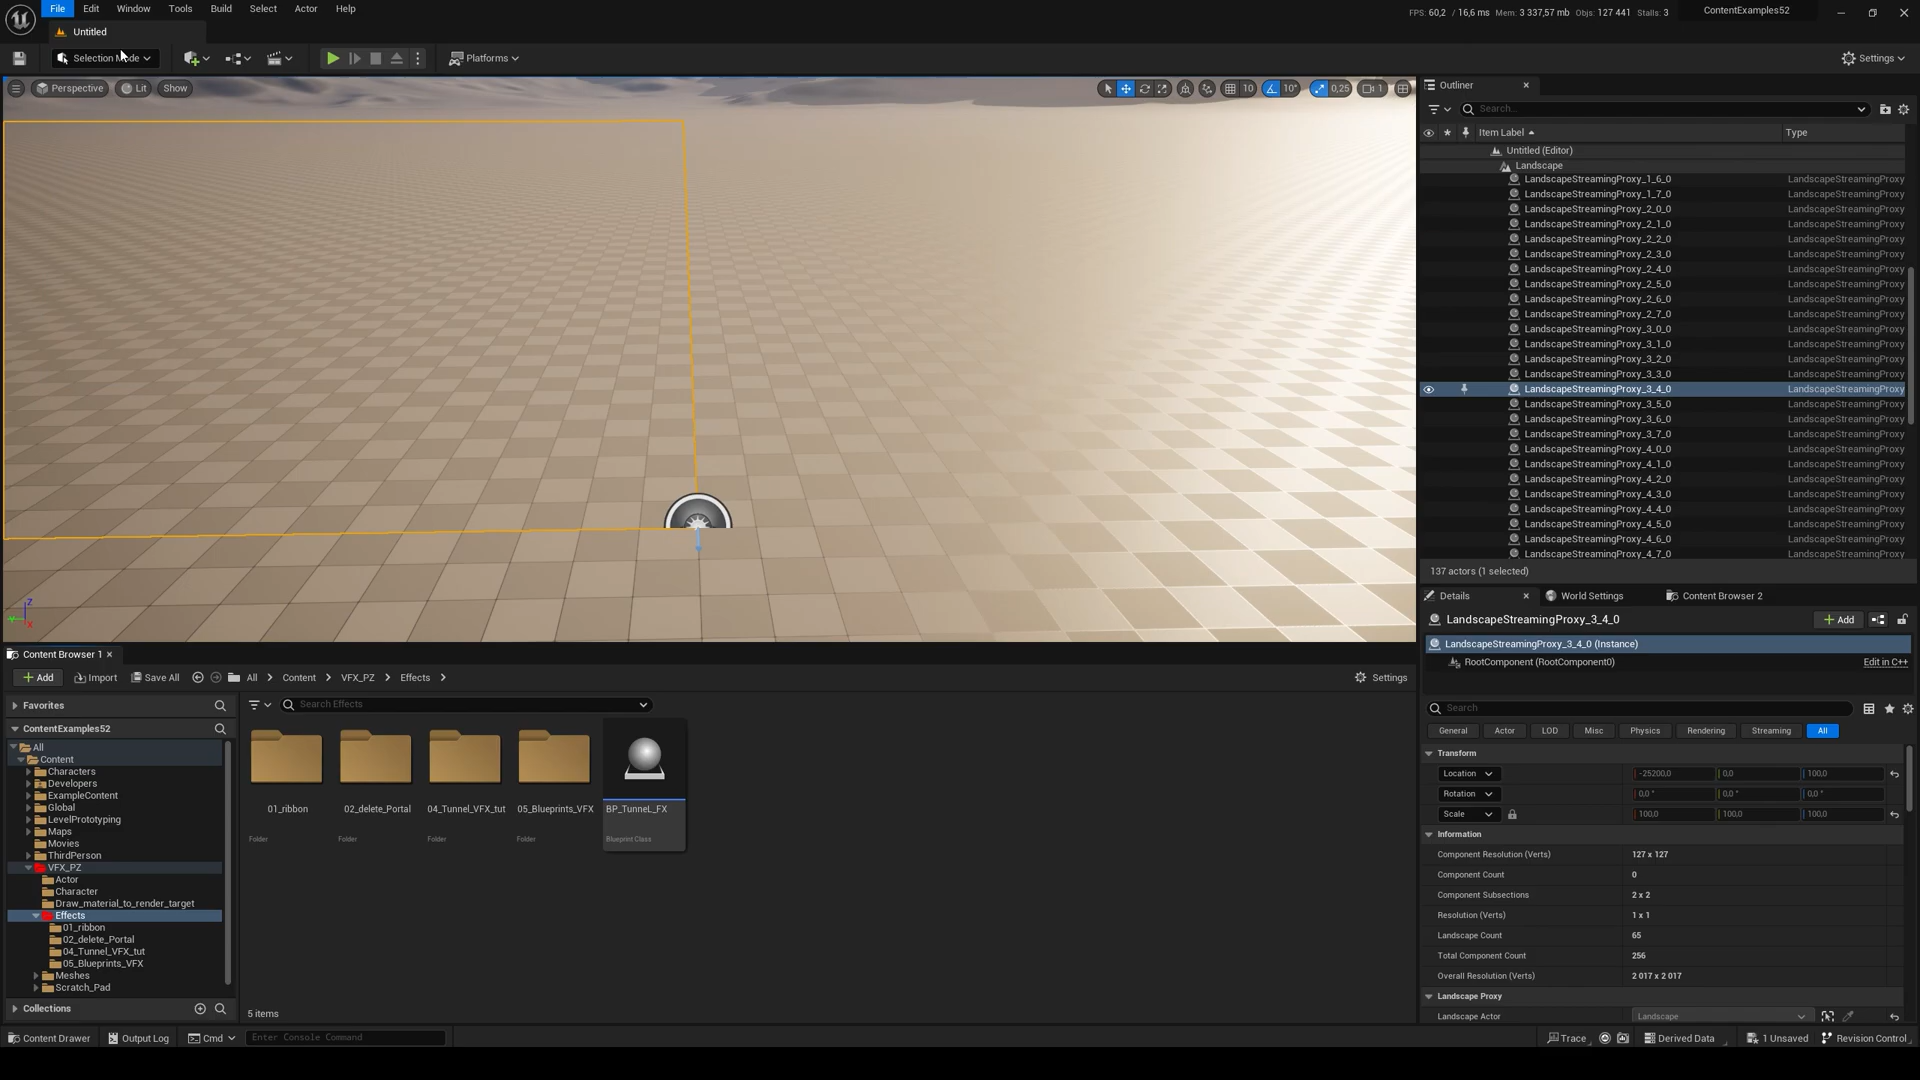 File Edit Window Tools Build Select Actor Help
FPS: 60,2 / 16,6 ms Mem: 3 337,57 mb Objs: 127 441 Stalls: 3
ContentExamples52
Untitled
Selection Mode
Platforms
Settings
Perspective Lit Show
10 10° 0,25 1
Outliner
Search...
Item Label Type
Untitled (Editor)
Landscape
LandscapeStreamingProxy_1_6_0 LandscapeStreamingProxy
LandscapeStreamingProxy_1_7_0 LandscapeStreamingProxy
LandscapeStreamingProxy_2_0_0 LandscapeStreamingProxy
LandscapeStreamingProxy_2_1_0 LandscapeStreamingProxy
LandscapeStreamingProxy_2_2_0 LandscapeStreamingProxy
LandscapeStreamingProxy_2_3_0 LandscapeStreamingProxy
LandscapeStreamingProxy_2_4_0 LandscapeStreamingProxy
LandscapeStreamingProxy_2_5_0 LandscapeStreamingProxy
LandscapeStreamingProxy_2_6_0 LandscapeStreamingProxy
LandscapeStreamingProxy_2_7_0 LandscapeStreamingProxy
LandscapeStreamingProxy_3_0_0 LandscapeStreamingProxy
LandscapeStreamingProxy_3_1_0 LandscapeStreamingProxy
LandscapeStreamingProxy_3_2_0 LandscapeStreamingProxy
LandscapeStreamingProxy_3_3_0 LandscapeStreamingProxy
LandscapeStreamingProxy_3_4_0 LandscapeStreamingProxy
LandscapeStreamingProxy_3_5_0 LandscapeStreamingProxy
LandscapeStreamingProxy_3_6_0 LandscapeStreamingProxy
LandscapeStreamingProxy_3_7_0 LandscapeStreamingProxy
LandscapeStreamingProxy_4_0_0 LandscapeStreamingProxy
LandscapeStreamingProxy_4_1_0 LandscapeStreamingProxy
LandscapeStreamingProxy_4_2_0 LandscapeStreamingProxy
LandscapeStreamingProxy_4_3_0 LandscapeStreamingProxy
LandscapeStreamingProxy_4_4_0 LandscapeStreamingProxy
LandscapeStreamingProxy_4_5_0 LandscapeStreamingProxy
LandscapeStreamingProxy_4_6_0 LandscapeStreamingProxy
LandscapeStreamingProxy_4_7_0 LandscapeStreamingProxy
137 actors (1 selected)
Details World Settings Content Browser 2
LandscapeStreamingProxy_3_4_0
Add
LandscapeStreamingProxy_3_4_0 (Instance)
RootComponent (RootComponent0) Edit in C++
Search
General Actor LOD Misc Physics Rendering Streaming All
Transform
Location -25200,0 0,0 100,0
Rotation 0,0 ° 0,0 ° 0,0 °
Scale 100,0 100,0 100,0
Information
Component Resolution (Verts) 127 x 127
Component Count 0
Component Subsections 2 x 2
Resolution (Verts) 1 x 1
Landscape Count 65
Total Component Count 256
Overall Resolution (Verts) 2 017 x 2 017
Landscape Proxy
Landscape Actor Landscape
Z
Y
X
Content Browser 1
Add Import Save All All Content VFX_PZ Effects Settings
Favorites
ContentExamples52
All
Content
Characters
Developers
ExampleContent
Global
LevelPrototyping
Maps
Movies
ThirdPerson
VFX_PZ
Actor
Character
Draw_material_to_render_target
Effects
01_ribbon
02_delete_Portal
04_Tunnel_VFX_tut
05_Blueprints_VFX
Meshes
Scratch_Pad
Collections
Search Effects
01_ribbon 02_delete_Portal 04_Tunnel_VFX_tut 05_Blueprints_VFX BP_TunneL_FX
Folder Folder Folder Folder Blueprint Class
5 items
Content Drawer Output Log Cmd Enter Console Command
Trace Derived Data 1 Unsaved Revision Control